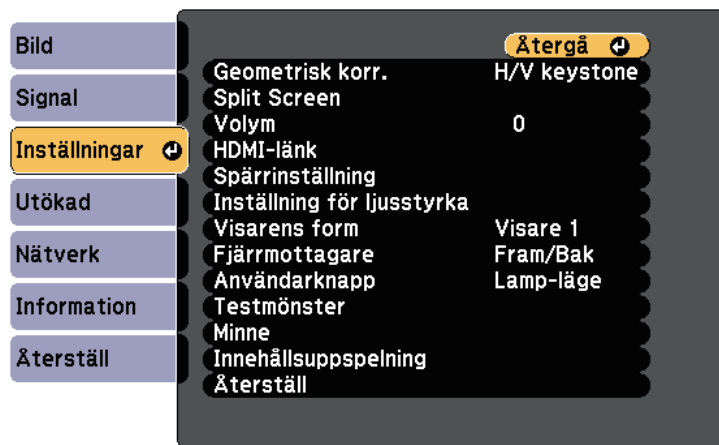 Bild
Signal
Inställningar
Utökad
Nätverk
Information
Återställ
Återgå
Geometrisk korr. H/V keystone
Split Screen
Volym 0
HDMI-länk
Spärrinställning
Inställning för ljusstyrka
Visarens form Visare 1
Fjärrmottagare Fram/Bak
Användarknapp Lamp-läge
Testmönster
Minne
Innehållsuppspelning
Återställ